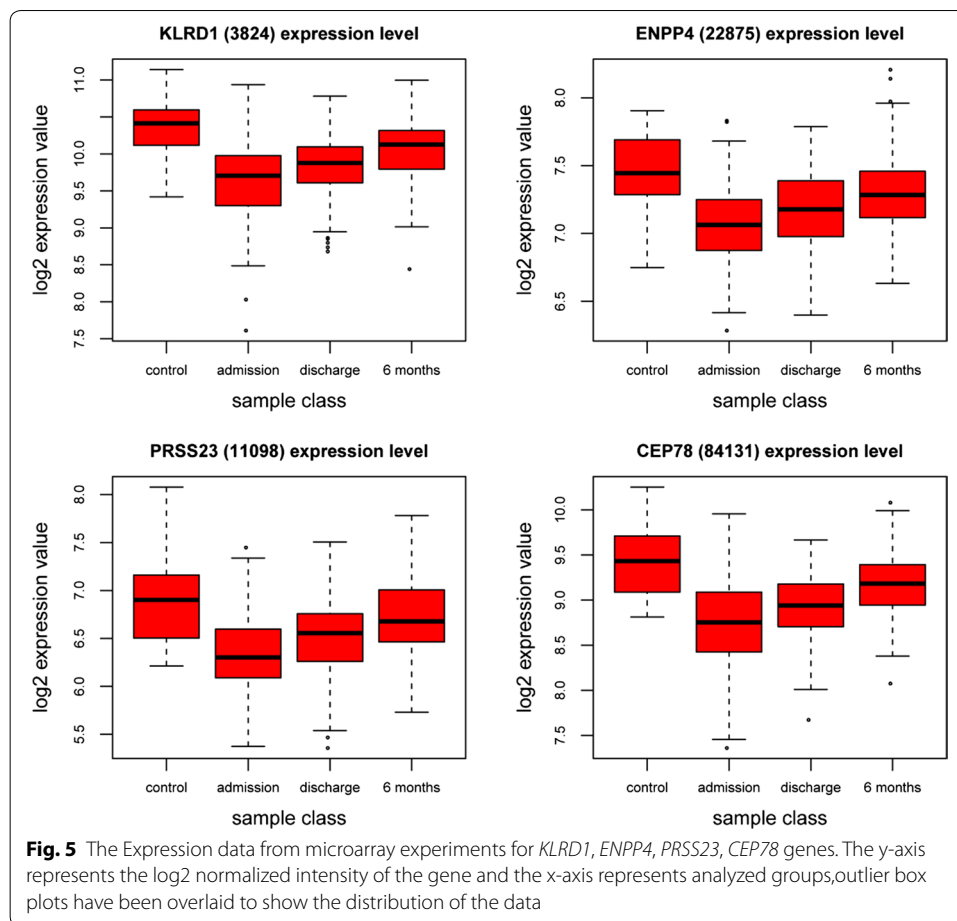 KLRD1 (3824) expression level
log2 expression value
11.0
10.0
9.5
9.0
8.5
8.0
7.5
control
admission
discharge
6 months
sample class
ENPP4 (22875) expression level
log2 expression value
8.0
7.5
7.0
6.5
control
admission
discharge
6 months
sample class
PRSS23 (11098) expression level
log2 expression value
8.0
7.5
7.0
6.5
6.0
5.5
control
admission
discharge
6 months
sample class
CEP78 (84131) expression level
log2 expression value
10.0
9.5
9.0
8.5
8.0
7.5
control
admission
discharge
6 months
sample class
Fig. 5 The Expression data from microarray experiments for KLRD1, ENPP4, PRSS23, CEP78 genes. The y-axis
represents the log2 normalized intensity of the gene and the x-axis represents analyzed groups,outlier box
plots have been overlaid to show the distribution of the data